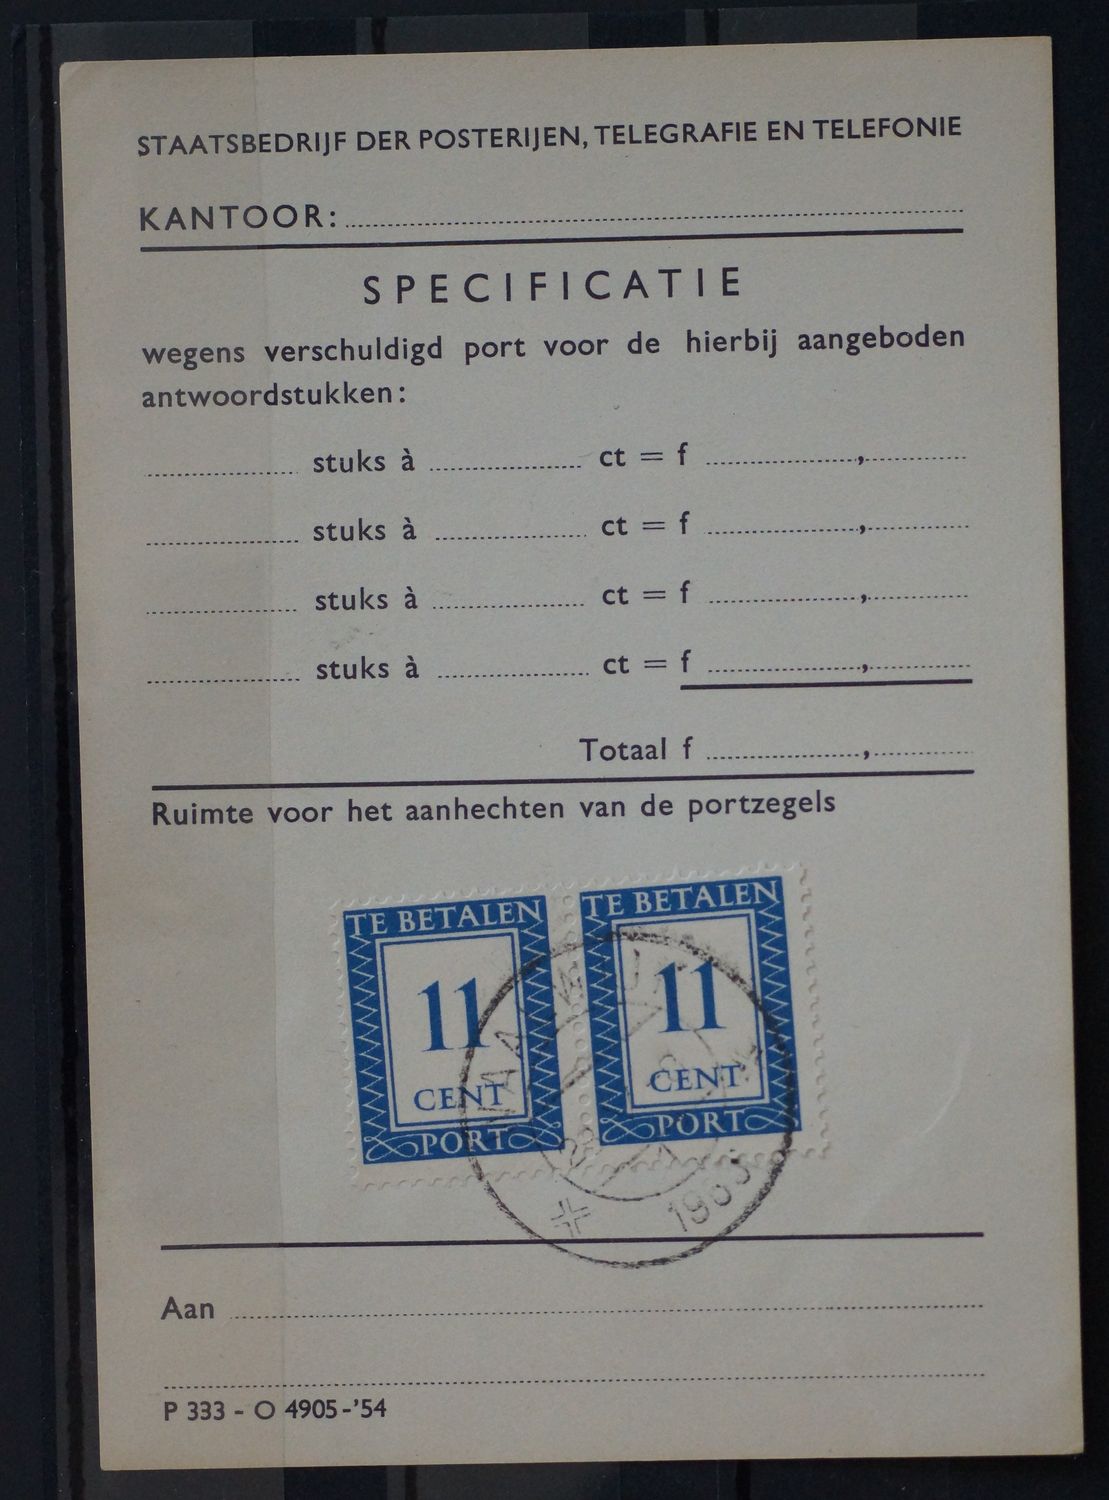 STAATSBEDRIJF DER POSTERIJEN, TELEGRAFIE EN TELEFONIE
KANTOOR:
SPECIFICATIE
wegens verschuldigd port voor de hierbij aangeboden
antwoordstukken:
stuks à ct = f ,
stuks à ct = f ,
stuks à ct = f ,
stuks à ct = f ,
Totaal f ,
Ruimte voor het aanhechten van de portzegels
TE BETALEN TE BETALEN
11 11
CENT CENT
PORT PORT
Aan
P 333 - O 4905-'54